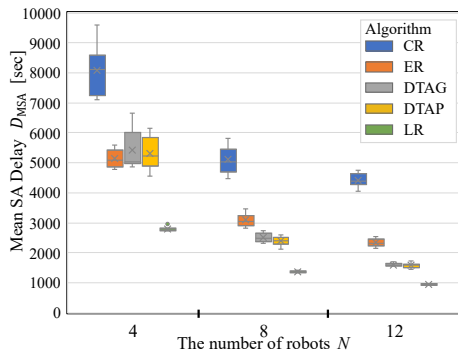 Mean SA Delay D_MSA [sec]
10000
9000
8000
7000
6000
5000
4000
3000
2000
1000
0
Algorithm
CR
ER
DTAG
DTAP
LR
4
8
12
The number of robots N